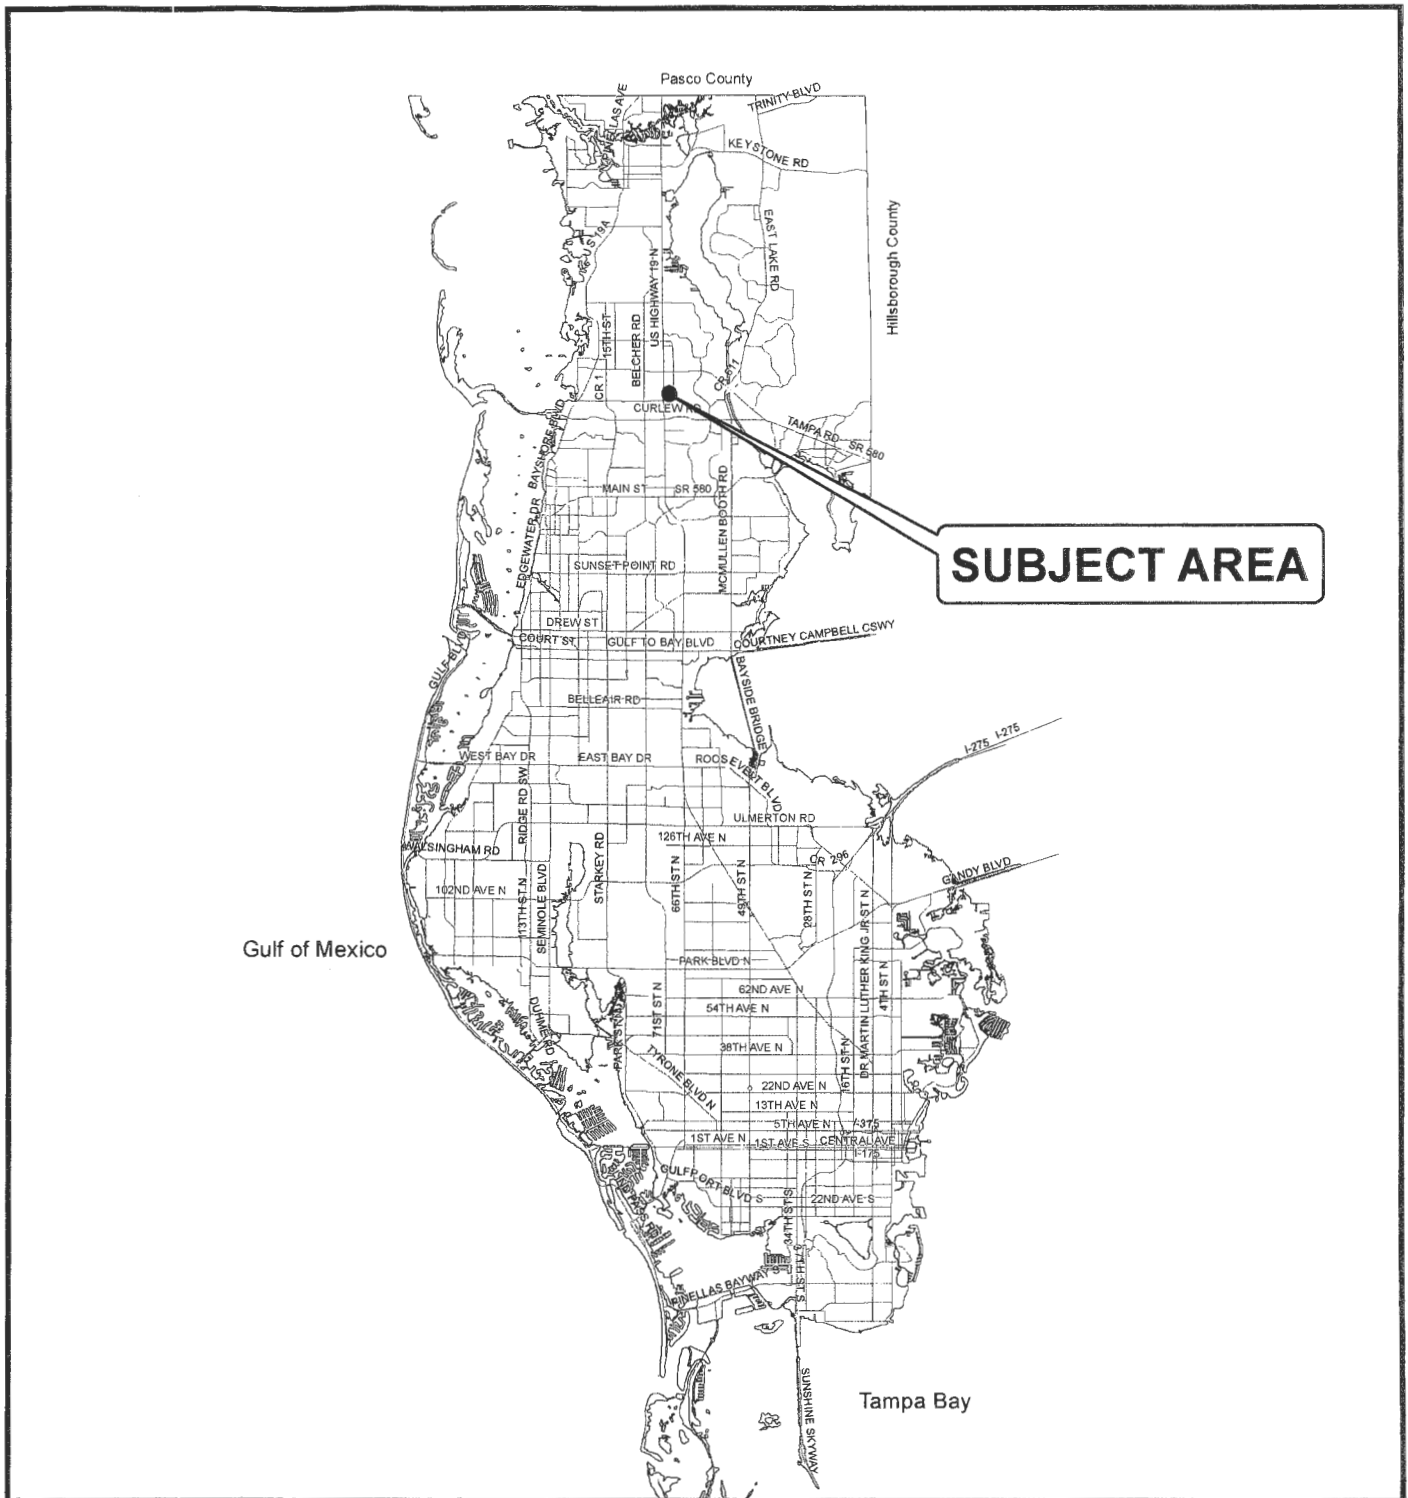 Pasco County
TRINITY BLVD
N PINELLAS AVE
KEYSTONE RD
Hillsborough County
EAST LAKE RD
US 19A
US HIGHWAY 19 N
15TH ST
BELCHER RD
CR 1
CR 611
CURLEW RD
TAMPA RD
SR 580
BAYSHORE BLVD
EDGEWATER DR
MAIN ST
SR 580
MCMULLEN BOOTH RD
SUBJECT AREA
SUNSET POINT RD
DREW ST
COURT ST
GULF TO BAY BLVD
COURTNEY CAMPBELL CSWY
GULF BLVD
BAYSIDE BRIDGE
BELLEAIR RD
I-275
I-275
WEST BAY DR
EAST BAY DR
ROOSEVELT BLVD
RIDGE RD SW
ULMERTON RD
126TH AVE N
WALSINGHAM RD
STARKEY RD
CR 296
GANDY BLVD
102ND AVE N
113TH ST N
SEMINOLE BLVD
66TH ST N
49TH ST N
28TH ST N
DR MARTIN LUTHER KING JR ST N
4TH ST N
Gulf of Mexico
PARK BLVD N
62ND AVE N
54TH AVE N
71ST ST N
PARK ST N
38TH AVE N
16TH ST N
TYRONE BLVD N
22ND AVE N
13TH AVE N
5TH AVE N
I-375
1ST AVE N
1ST AVE S
CENTRAL AVE
I-175
GULFPORT BLVD S
22ND AVE S
34TH ST S
PINELLAS BAYWAY S
SUNSHINE SKYWAY
Tampa Bay